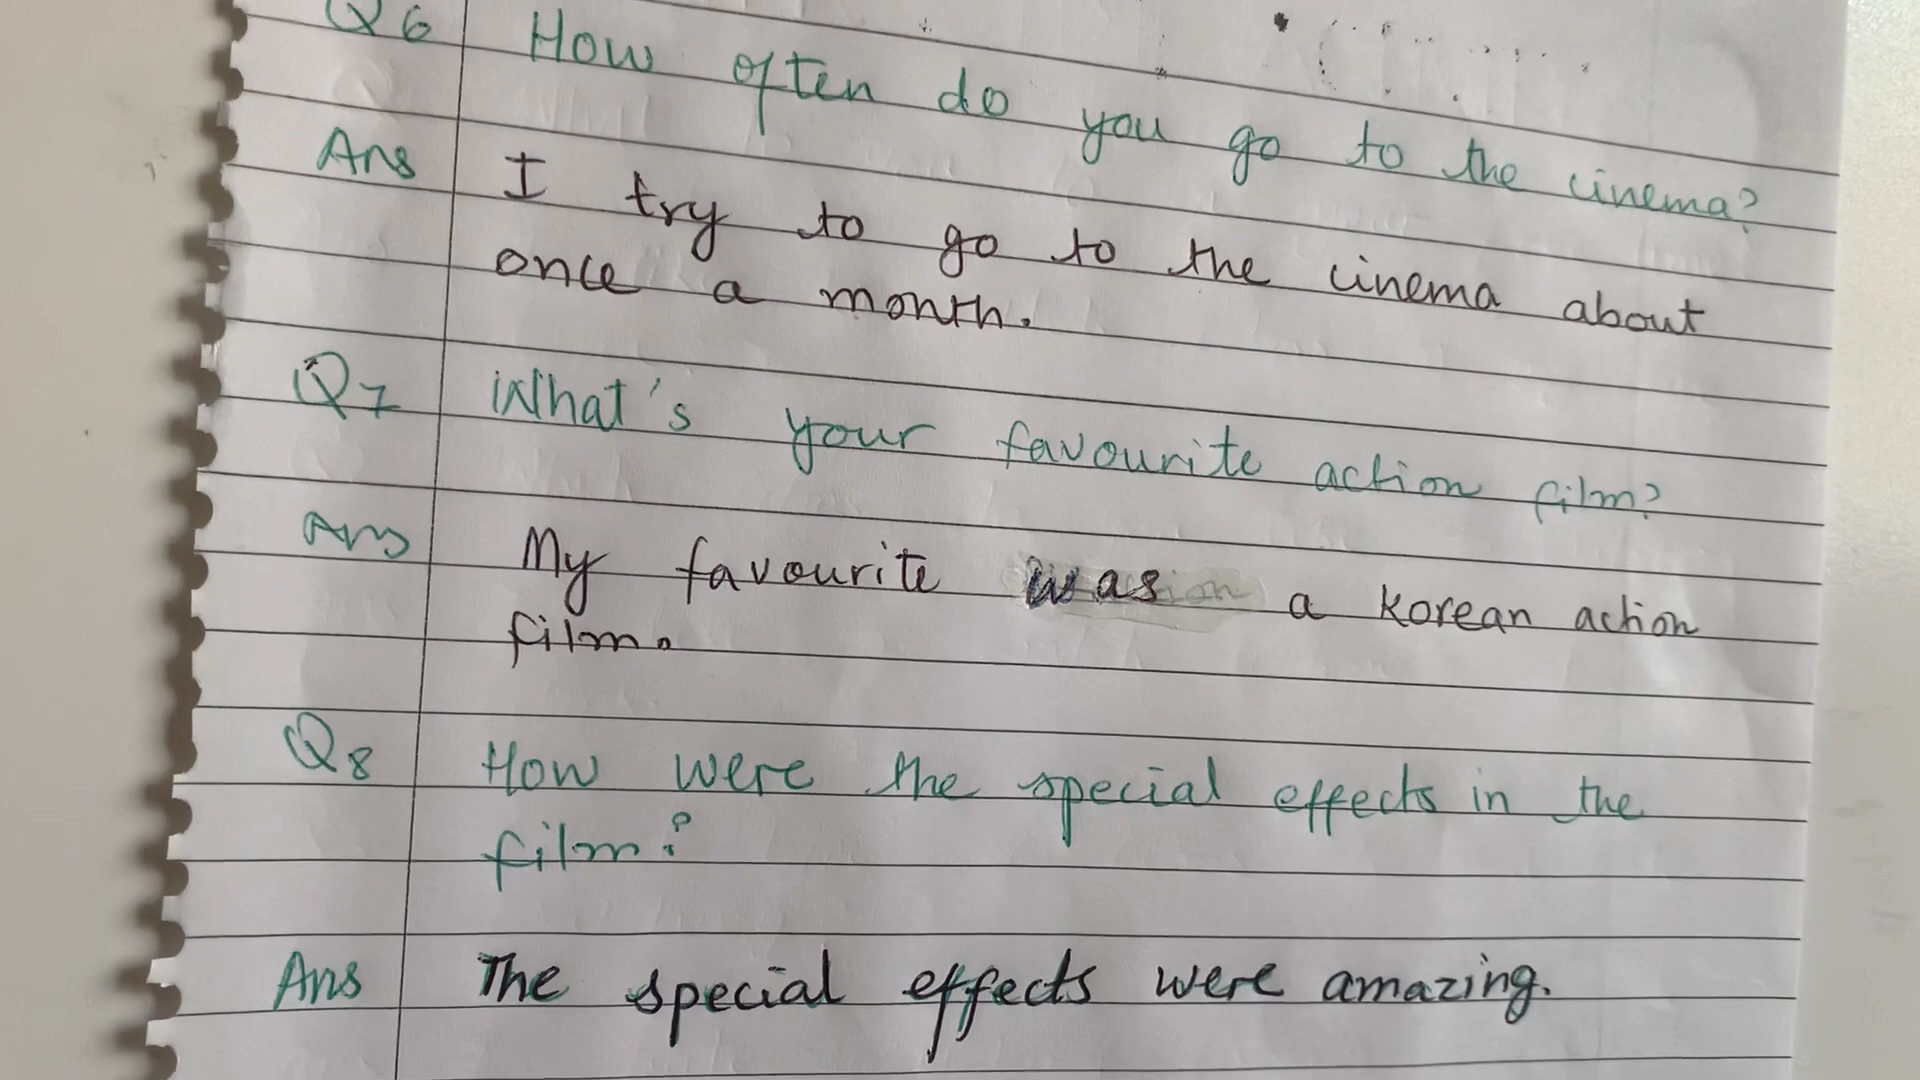 Q6 How often do you go to the cinema?
Ans I try to go to the cinema about
once a month.
Q7 What's your favourite action film?
Ans My favourite was a Korean action
film.
Q8 How were the special effects in the
film?
Ans The special effects were amazing.